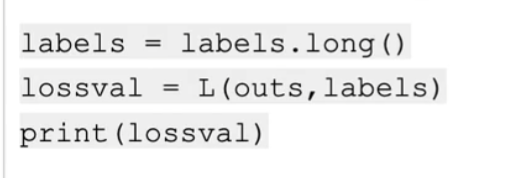 labels = labels.long()
lossval = L(outs,labels)
print(lossval)